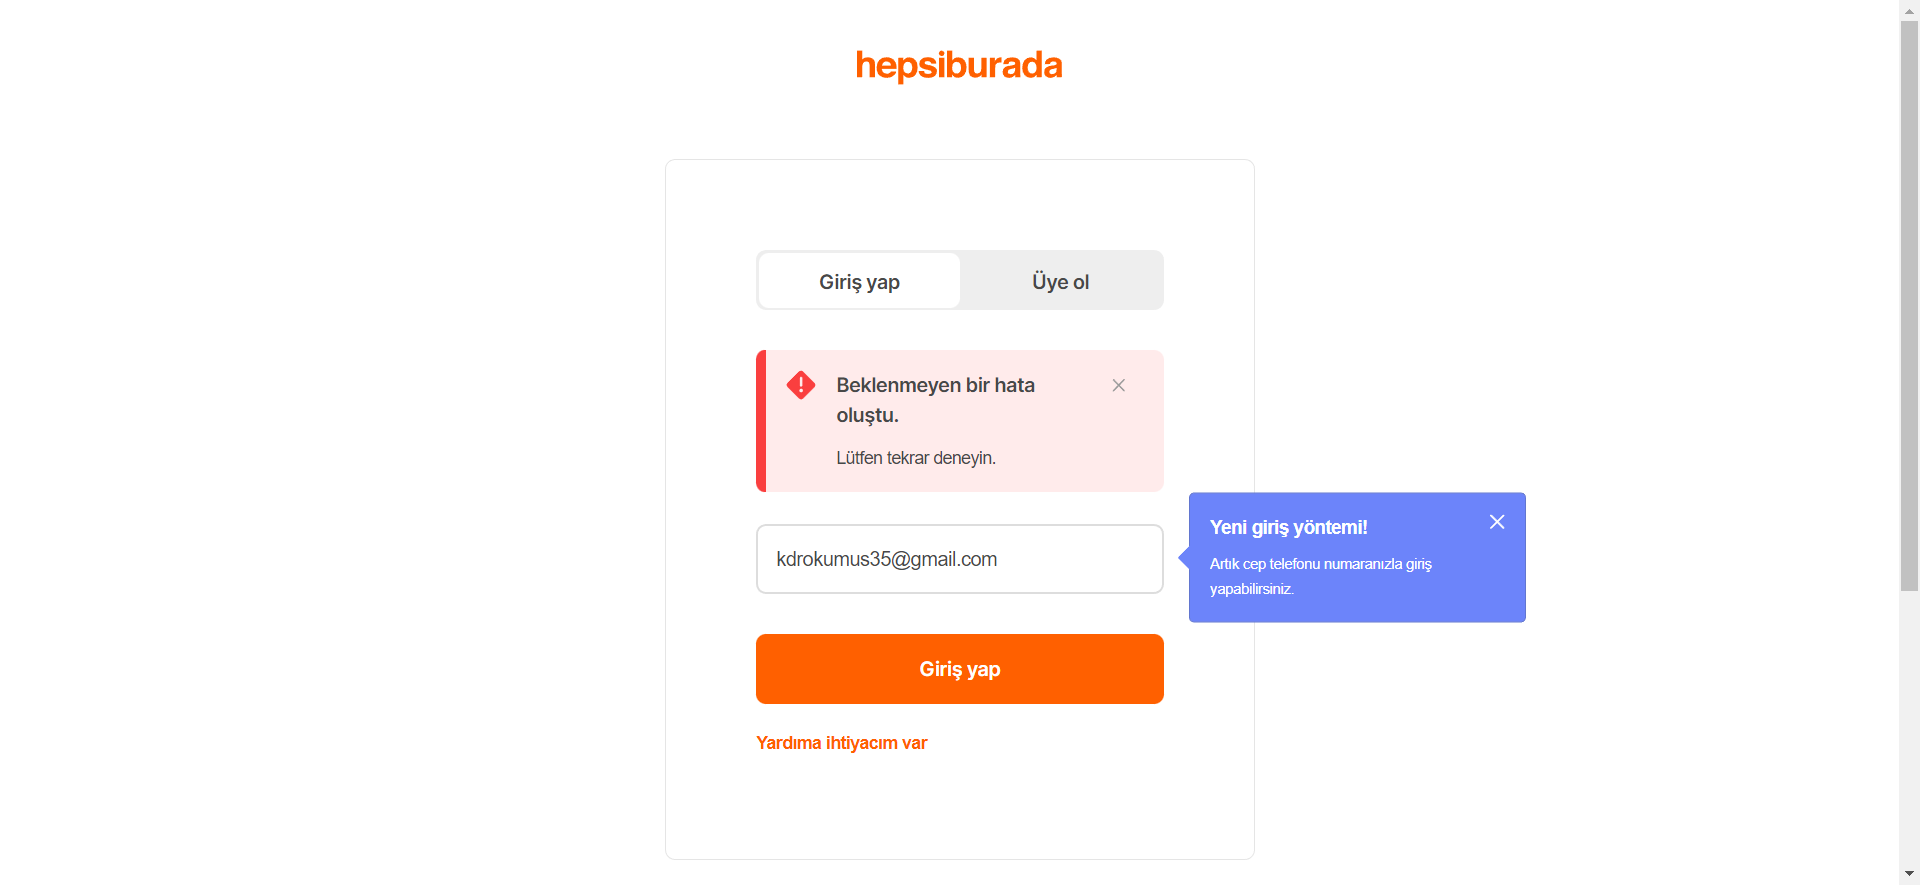 hepsiburada
Giriş yap
Üye ol
Beklenmeyen bir hata
oluştu.
Lütfen tekrar deneyin.
kdrokumus35@gmail.com
Yeni giriş yöntemi!
Artık cep telefonu numaranızla giriş
yapabilirsiniz.
Giriş yap
Yardıma ihtiyacım var